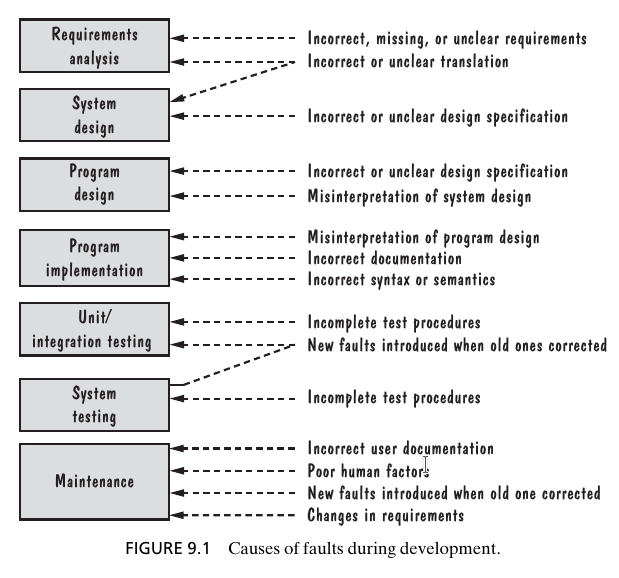 Requirements
analysis
Incorrect, missing, or unclear requirements
Incorrect or unclear translation
System
design
Incorrect or unclear design specification
Program
design
Incorrect or unclear design specification
Misinterpretation of system design
Program
implementation
Misinterpretation of program design
Incorrect documentation
Incorrect syntax or semantics
Unit/
integration testing
Incomplete test procedures
New faults introduced when old ones corrected
System
testing
Incomplete test procedures
Maintenance
Incorrect user documentation
Poor human factors
New faults introduced when old one corrected
Changes in requirements
FIGURE 9.1 Causes of faults during development.